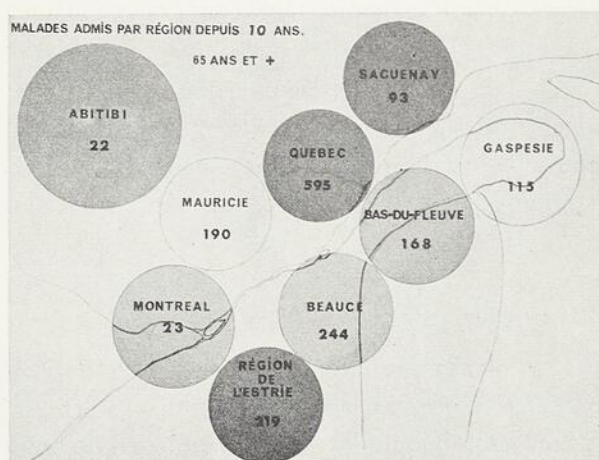 MALADES ADMIS PAR RÉGION DEPUIS 10 ANS.
65 ANS ET +
SAGUENAY
93
ABITIBI
22
QUEBEC
595
GASPESIE
115
MAURICIE
190
BAS-DU-FLEUVE
168
MONTREAL
23
BEAUCE
244
RÉGION
DE
L'ESTRIE
219